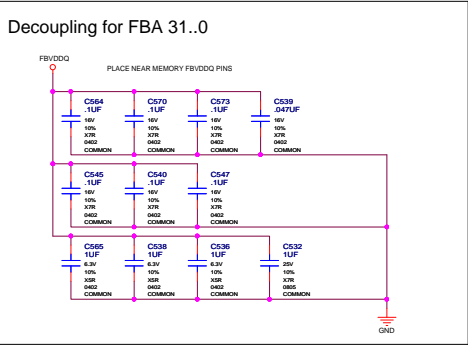 Decoupling for FBA 31..0
FBVDDQ
PLACE NEAR MEMORY FBVDDQ PINS
C564
.1UF
16V
10%
X7R
0402
COMMON
C570
.1UF
16V
10%
X7R
0402
COMMON
C573
.1UF
16V
10%
X7R
0402
COMMON
C539
.047UF
16V
10%
X7R
0402
COMMON
C545
.1UF
16V
10%
X7R
0402
COMMON
C540
.1UF
16V
10%
X7R
0402
COMMON
C547
.1UF
16V
10%
X7R
0402
COMMON
C565
1UF
6.3V
10%
X5R
0402
COMMON
C538
1UF
6.3V
10%
X5R
0402
COMMON
C536
1UF
6.3V
10%
X5R
0402
COMMON
C532
1UF
25V
10%
X7R
0805
COMMON
GND